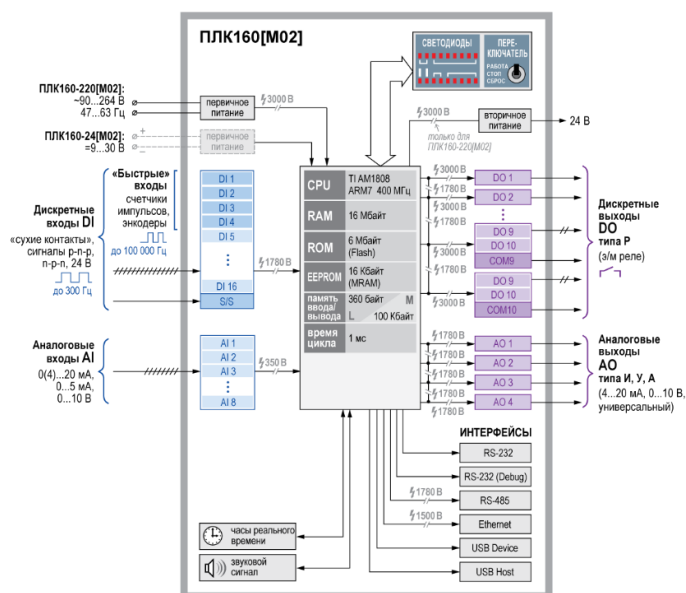 ПЛК160[М02]
СВЕТОДИОДЫ
ПЕРЕ-
КЛЮЧАТЕЛЬ
РАБОТА
СТОП
СБРОС
ПЛК160-220[М02]:
~90...264 В
47...63 Гц
первичное
питание
3000 В
ПЛК160-24[М02]:
=9...30 В
+
–
первичное
питание
3000 В
только для
ПЛК160-220[М02]
вторичное
питание
24 В
«Быстрые»
входы
счетчики
импульсов,
энкодеры
до 100 000 Гц
Дискретные
входы DI
«сухие контакты»,
сигналы p-n-p,
n-p-n, 24 В
до 300 Гц
DI 1
DI 2
DI 3
DI 4
DI 5
DI 16
S/S
1780 В
CPU
TI AM1808
ARM7 400 МГц
RAM
16 Мбайт
ROM
6 Мбайт
(Flash)
EEPROM
16 Кбайт
(MRAM)
память
ввода/
вывода
360 байт M
L 100 Кбайт
время
цикла
1 мс
3000 В
DO 1
1780 В
DO 2
3000 В
3000 В
DO 9
DO 10
1780 В
COM9
DO 9
DO 10
3000 В
COM10
Дискретные
выходы
DO
типа Р
(э/м реле)
Аналоговые
входы AI
0(4)...20 мА,
0...5 мА,
0...10 В
AI 1
AI 2
AI 3
AI 8
350 В
1780 В
AO 1
1780 В
AO 2
1780 В
AO 3
1780 В
AO 4
1780 В
Аналоговые
выходы
AO
типа И, У, А
(4...20 мА, 0...10 В,
универсальный)
ИНТЕРФЕЙСЫ
RS-232
RS-232 (Debug)
1780 В
RS-485
1500 В
Ethernet
USB Device
USB Host
часы реального
времени
звуковой
сигнал